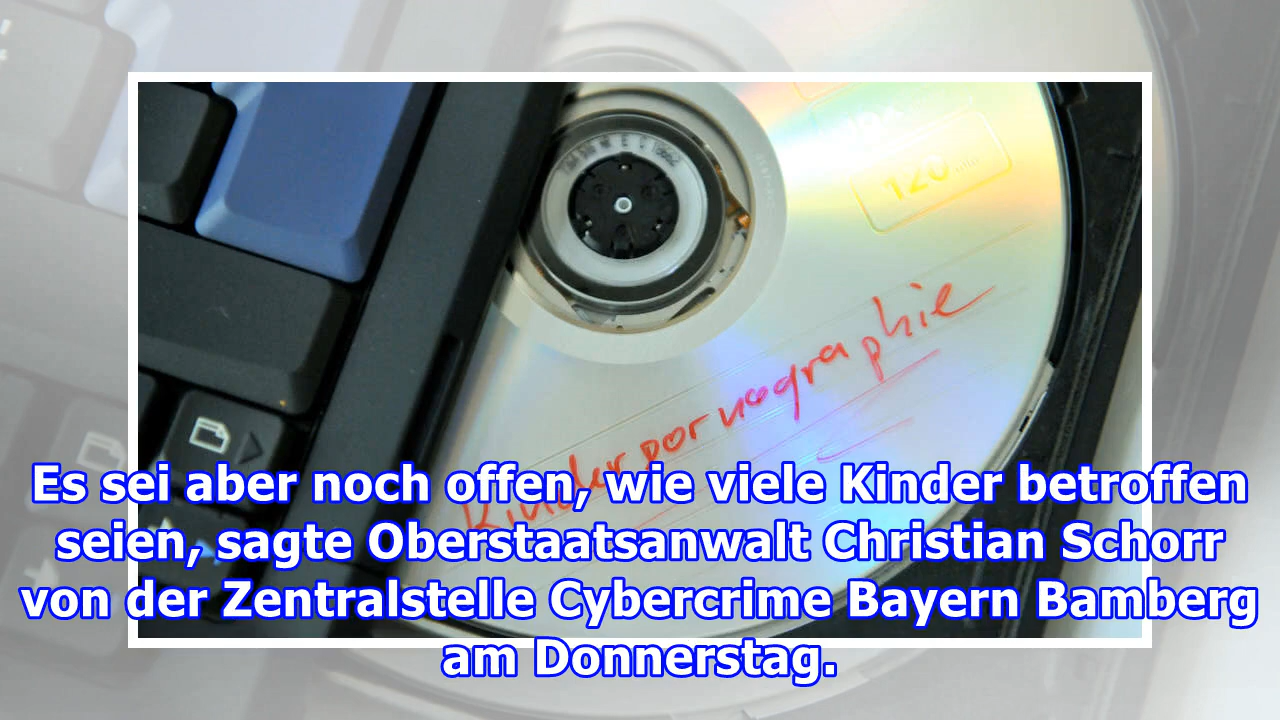 120 min
Kinderpornographie
Es sei aber noch offen, wie viele Kinder betroffen
seien, sagte Oberstaatsanwalt Christian Schorr
von der Zentralstelle Cybercrime Bayern Bamberg
am Donnerstag.